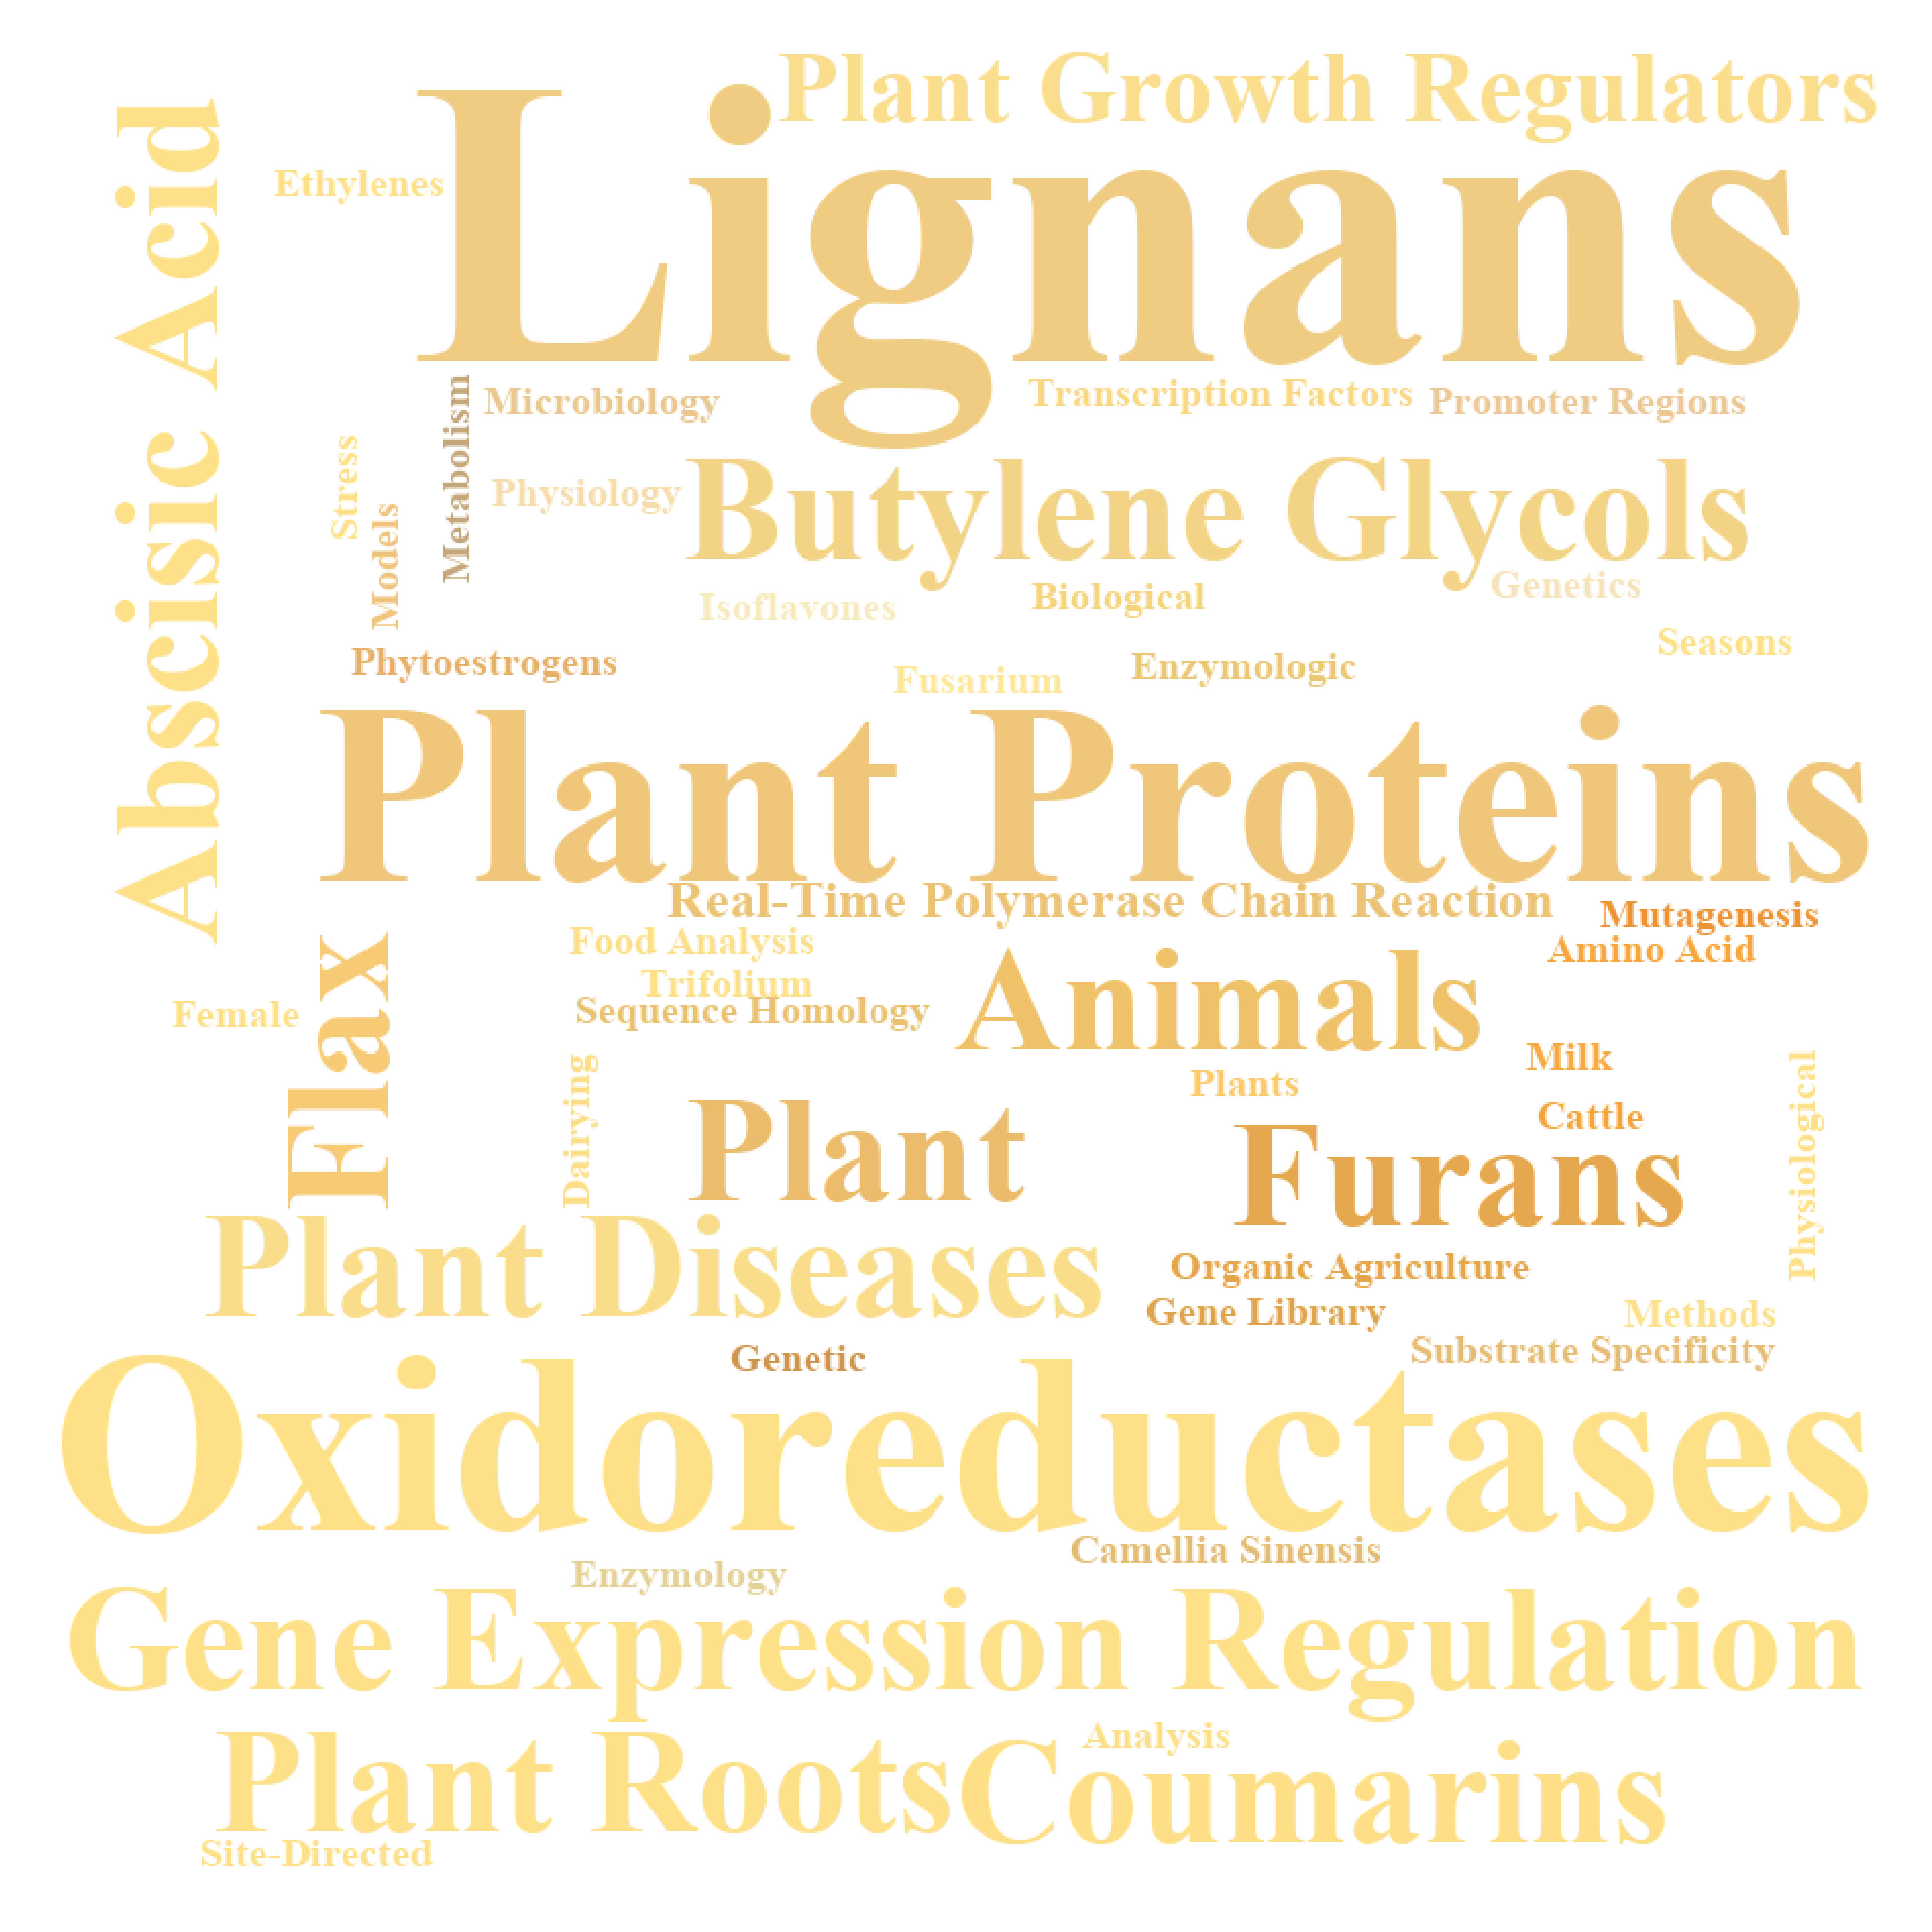 Plant Growth Regulators
Lignans
Abscisic Acid
Ethylenes
Microbiology
Transcription Factors
Promoter Regions
Metabolism
Stress
Models
Physiology
Butylene Glycols
Isoflavones
Biological
Genetics
Seasons
Phytoestrogens
Fusarium
Enzymologic
Plant Proteins
Real-Time Polymerase Chain Reaction
Mutagenesis
Food Analysis
Amino Acid
Trifolium
Sequence Homology
Animals
Female
Flax
Milk
Dairying
Plants
Physiological
Cattle
Plant
Furans
Plant Diseases
Organic Agriculture
Gene Library
Methods
Genetic
Substrate Specificity
Oxidoreductases
Camellia Sinensis
Enzymology
Gene Expression Regulation
Analysis
Plant Roots
Coumarins
Site-Directed